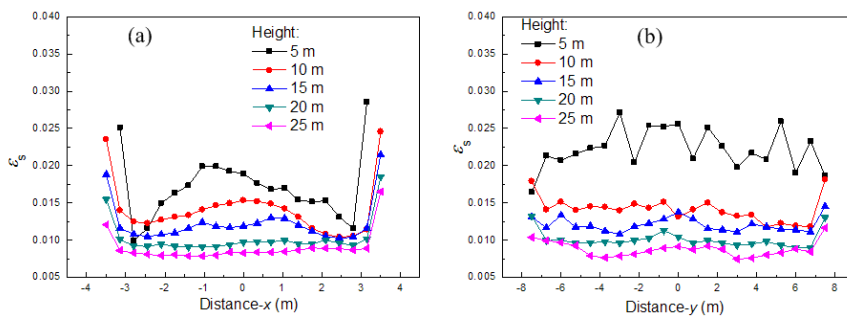 (a)
Height:
5 m
10 m
15 m
20 m
25 m
0.040
0.035
0.030
0.025
0.020
0.015
0.010
0.005
εs
-4 -3 -2 -1 0 1 2 3 4
Distance-x (m)
(b)
Height:
5 m
10 m
15 m
20 m
25 m
0.040
0.035
0.030
0.025
0.020
0.015
0.010
0.005
εs
-8 -6 -4 -2 0 2 4 6 8
Distance-y (m)